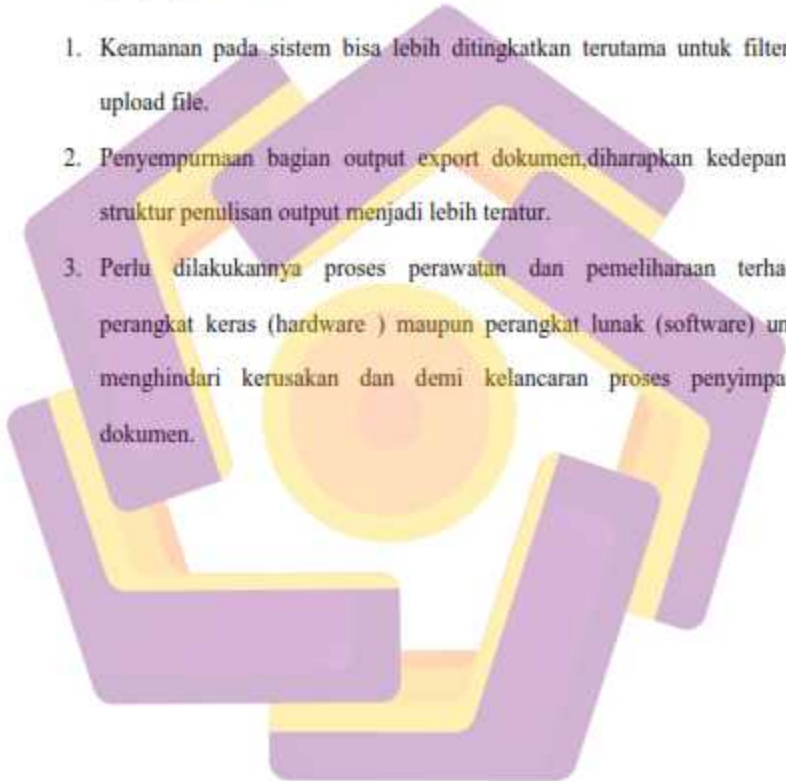 1. Keamanan pada sistem bisa lebih ditingkatkan terutama untuk filter
upload file.
2. Penyempurnaan bagian output export dokumen,diharapkan kedepan
struktur penulisan output menjadi lebih teratur.
3. Perlu dilakukannya proses perawatan dan pemeliharaan terha
perangkat keras (hardware ) maupun perangkat lunak (software) un
menghindari kerusakan dan demi kelancaran proses penyimpa
dokumen.